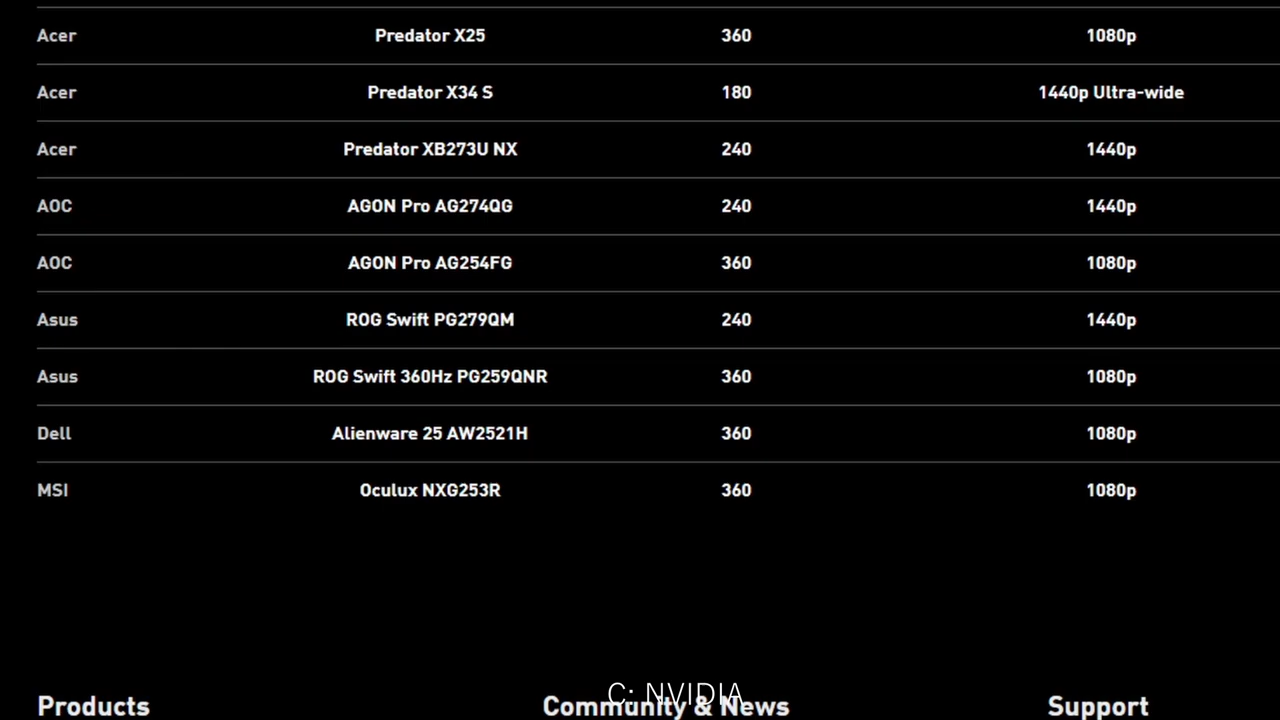 Acer Predator X25 360 1080p
Acer Predator X34 S 180 1440p Ultra-wide
Acer Predator XB273U NX 240 1440p
AOC AGON Pro AG274QG 240 1440p
AOC AGON Pro AG254FG 360 1080p
Asus ROG Swift PG279QM 240 1440p
Asus ROG Swift 360Hz PG259QNR 360 1080p
Dell Alienware 25 AW2521H 360 1080p
MSI Oculux NXG253R 360 1080p
C: NVIDIA
Products Community & News Support